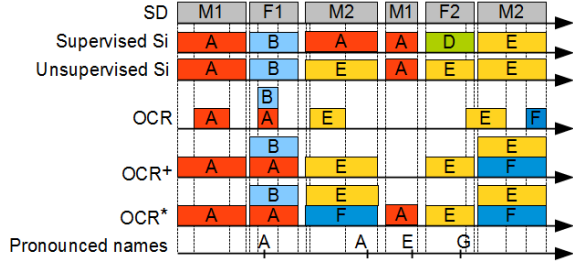 SD M1 F1 M2 M1 F2 M2
Supervised Si A B A A D E
Unsupervised Si A B E A E E
B
OCR A A E E F
B E
OCR+ A A E E F
B E E
OCR* A A F A E F
Pronounced names A A E G